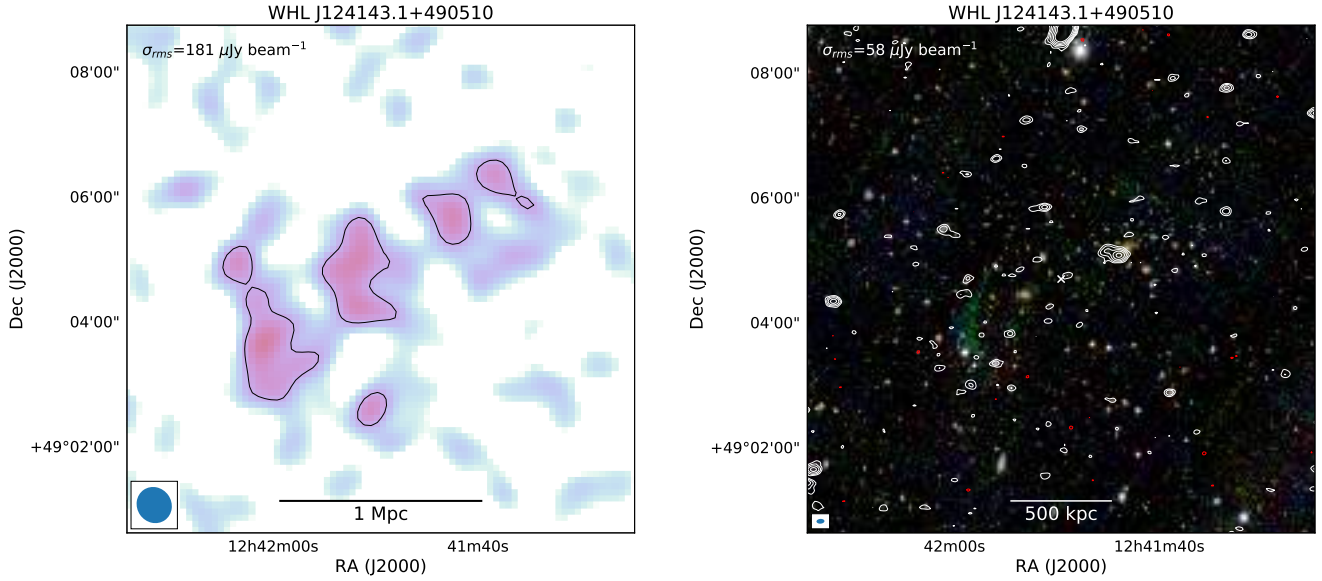 WHL J124143.1+490510
σrms=181 μJy beam−1
08'00"
06'00"
04'00"
+49°02'00"
Dec (J2000)
1 Mpc
12h42m00s
41m40s
RA (J2000)
WHL J124143.1+490510
σrms=58 μJy beam−1
08'00"
06'00"
04'00"
+49°02'00"
Dec (J2000)
500 kpc
42m00s
12h41m40s
RA (J2000)